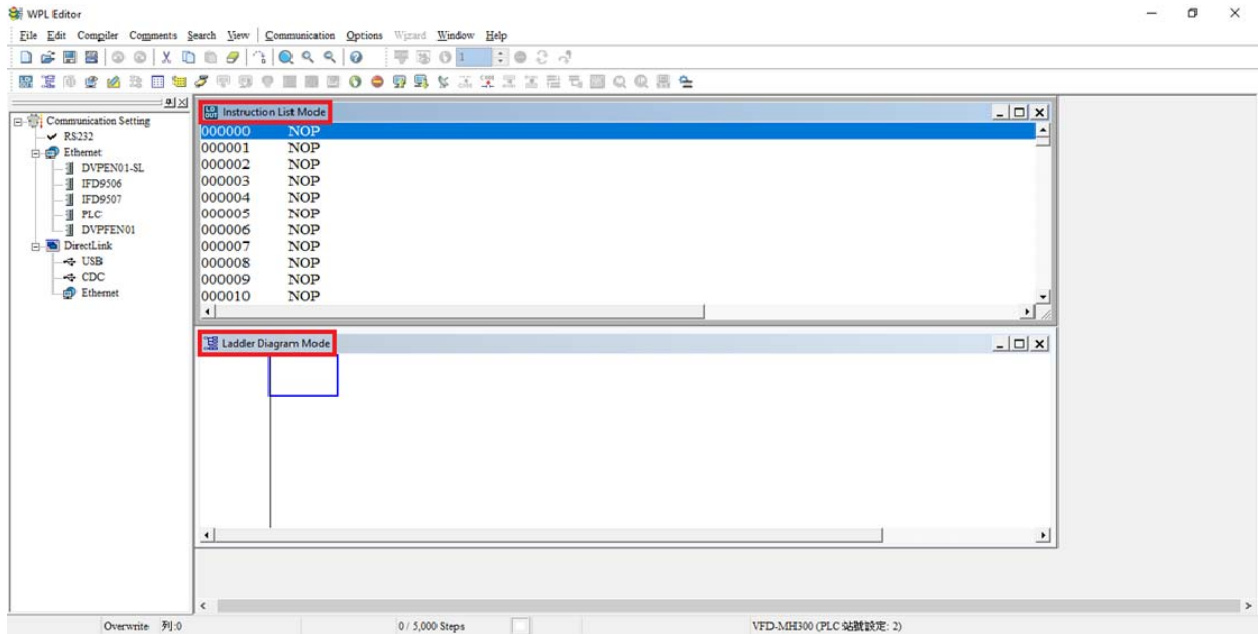 WPL Editor
File Edit Compiler Comments Search View Communication Options Wizard Window Help
1
Communication Setting
RS232
Ethernet
DVPEN01-SL
IFD9506
IFD9507
PLC
DVPFEN01
DirectLink
USB
CDC
Ethernet
LD OUT Instruction List Mode
000000 NOP
000001 NOP
000002 NOP
000003 NOP
000004 NOP
000005 NOP
000006 NOP
000007 NOP
000008 NOP
000009 NOP
000010 NOP
Ladder Diagram Mode
Overwrite 列:0 0 / 5,000 Steps VFD-MH300 (PLC 站號設定: 2)